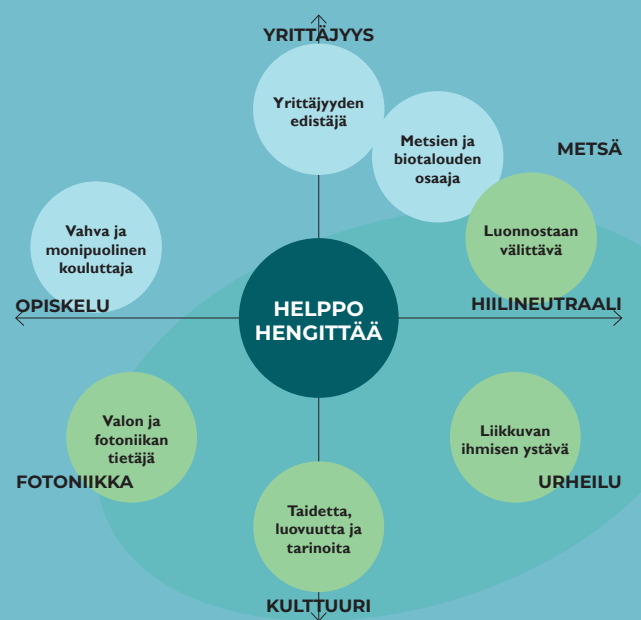 YRITTÄJYYS
Yrittäjyyden
edistäjä
Metsien ja
biotalouden
osaaja
METSÄ
Vahva ja
monipuolinen
kouluttaja
Luonnostaan
välittävä
OPISKELU
HELPPO
HENGITTÄÄ
HIILINEUTRAALI
Valon ja
fotoniikan
tietäjä
Liikkuvan
ihmisen ystävä
FOTONIIKKA
URHEILU
Taidetta,
luovuutta ja
tarinoita
KULTTUURI